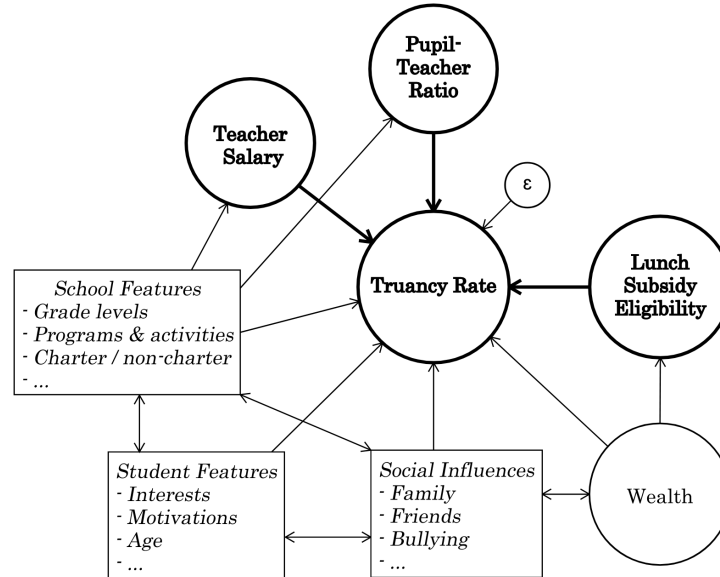 Pupil-
Teacher
Ratio
Teacher
Salary
ε
Truancy Rate
Lunch
Subsidy
Eligibility
School Features
- Grade levels
- Programs & activities
- Charter / non-charter
- ...
Student Features
- Interests
- Motivations
- Age
- ...
Social Influences
- Family
- Friends
- Bullying
- ...
Wealth